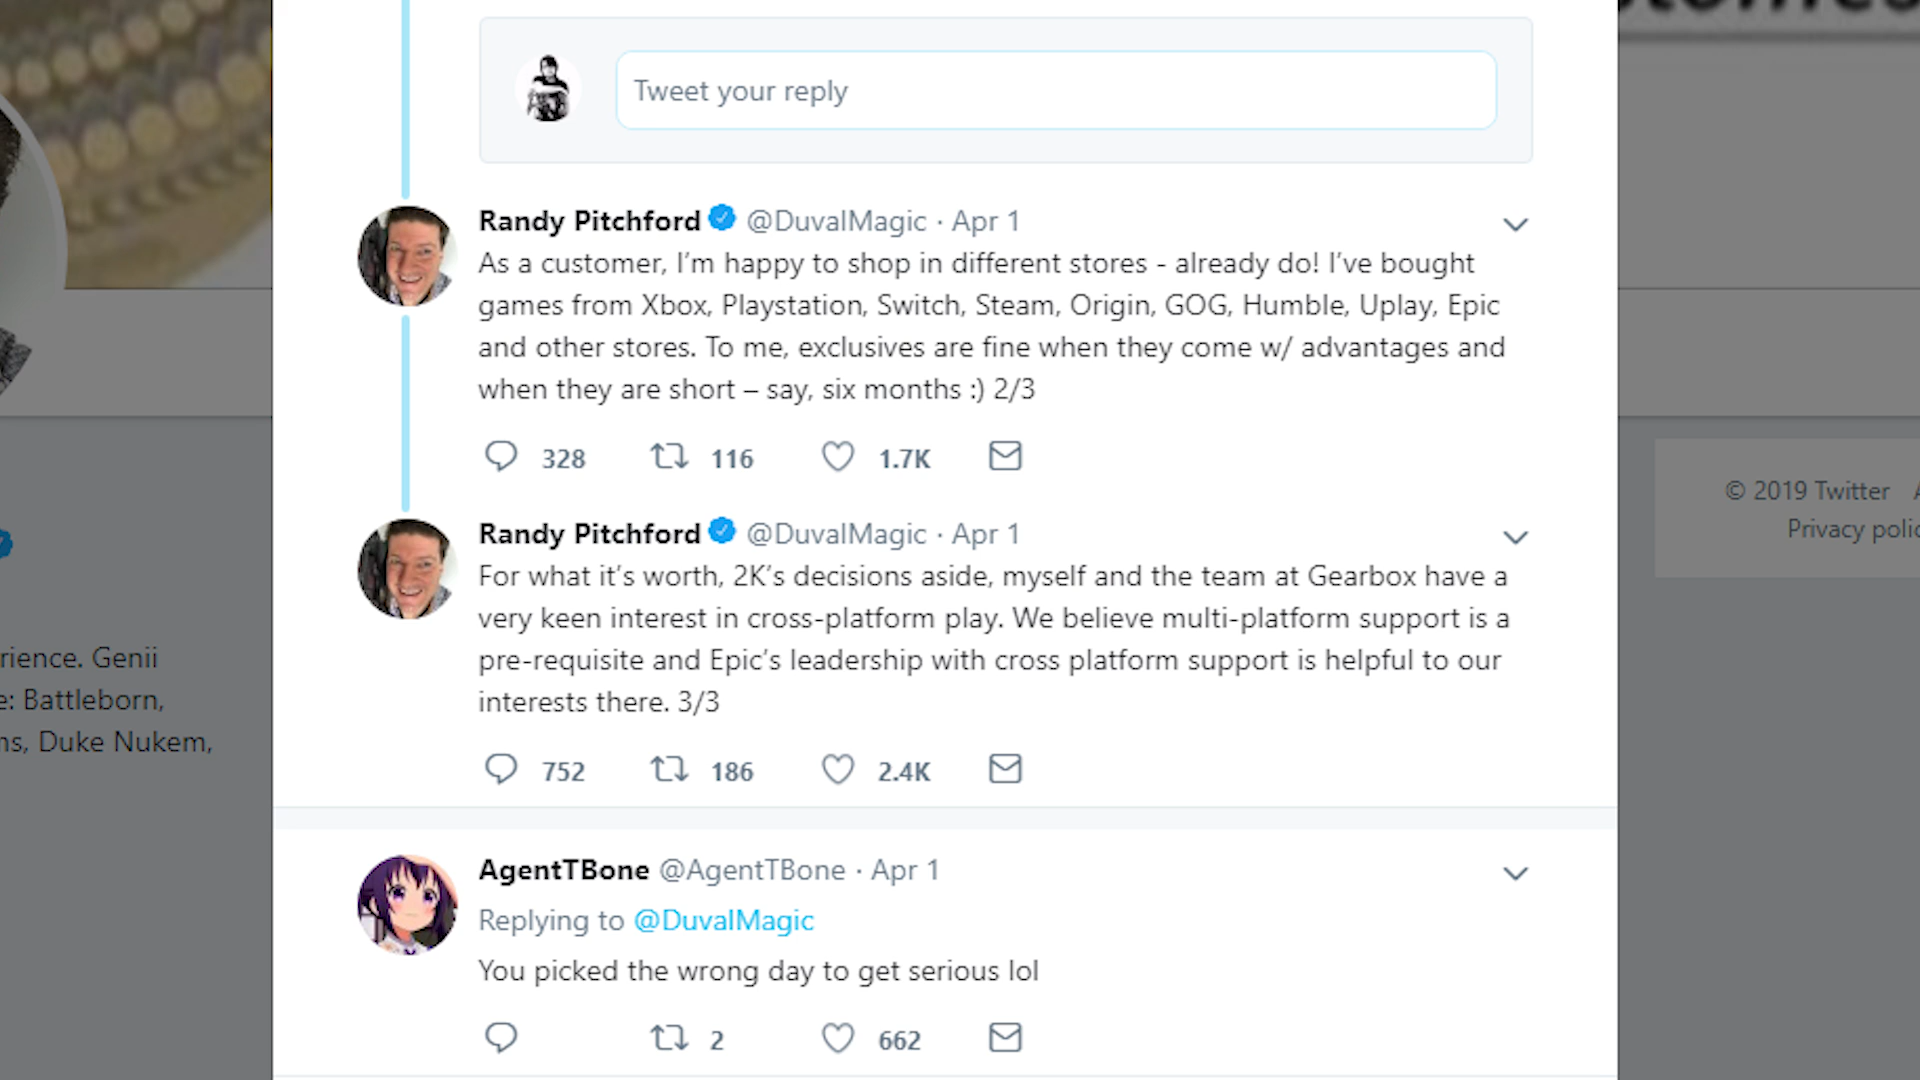 Tweet your reply
Randy Pitchford @DuvalMagic · Apr 1
As a customer, I’m happy to shop in different stores - already do! I’ve bought
games from Xbox, Playstation, Switch, Steam, Origin, GOG, Humble, Uplay, Epic
and other stores. To me, exclusives are fine when they come w/ advantages and
when they are short – say, six months :) 2/3
328 116 1.7K
Randy Pitchford @DuvalMagic · Apr 1
For what it’s worth, 2K’s decisions aside, myself and the team at Gearbox have a
very keen interest in cross-platform play. We believe multi-platform support is a
pre-requisite and Epic’s leadership with cross platform support is helpful to our
interests there. 3/3
752 186 2.4K
AgentTBone @AgentTBone · Apr 1
Replying to @DuvalMagic
You picked the wrong day to get serious lol
2 662
rience. Genii
e: Battleborn,
ns, Duke Nukem,
© 2019 Twitter
Privacy polic